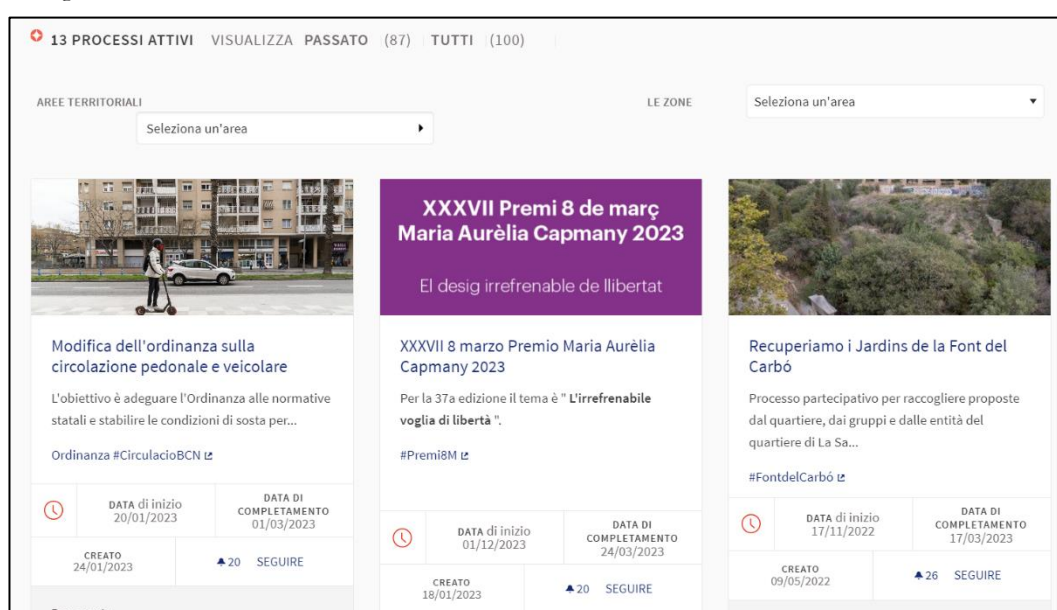 13 PROCESSI ATTIVI VISUALIZZA PASSATO (87) TUTTI (100)
AREE TERRITORIALI
Seleziona un'area
LE ZONE
Seleziona un'area
Modifica dell'ordinanza sulla
circolazione pedonale e veicolare
L'obiettivo è adeguare l'Ordinanza alle normative
statali e stabilire le condizioni di sosta per...
Ordinanza #CirculacioBCN
DATA di inizio
20/01/2023
DATA DI
COMPLETAMENTO
01/03/2023
CREATO
24/01/2023
20 SEGUIRE
XXXVII Premi 8 de març
Maria Aurèlia Capmany 2023
El desig irrefrenable de llibertat
XXXVII 8 marzo Premio Maria Aurèlia
Capmany 2023
Per la 37a edizione il tema è " L'irrefrenabile
voglia di libertà ".
#Premi8M
DATA di inizio
01/12/2023
DATA DI
COMPLETAMENTO
24/03/2023
CREATO
18/01/2023
20 SEGUIRE
Recuperiamo i Jardins de la Font del
Carbó
Processo partecipativo per raccogliere proposte
dal quartiere, dai gruppi e dalle entità del
quartiere di La Sa...
#FontdelCarbó
DATA di inizio
17/11/2022
DATA DI
COMPLETAMENTO
17/03/2023
CREATO
09/05/2022
26 SEGUIRE